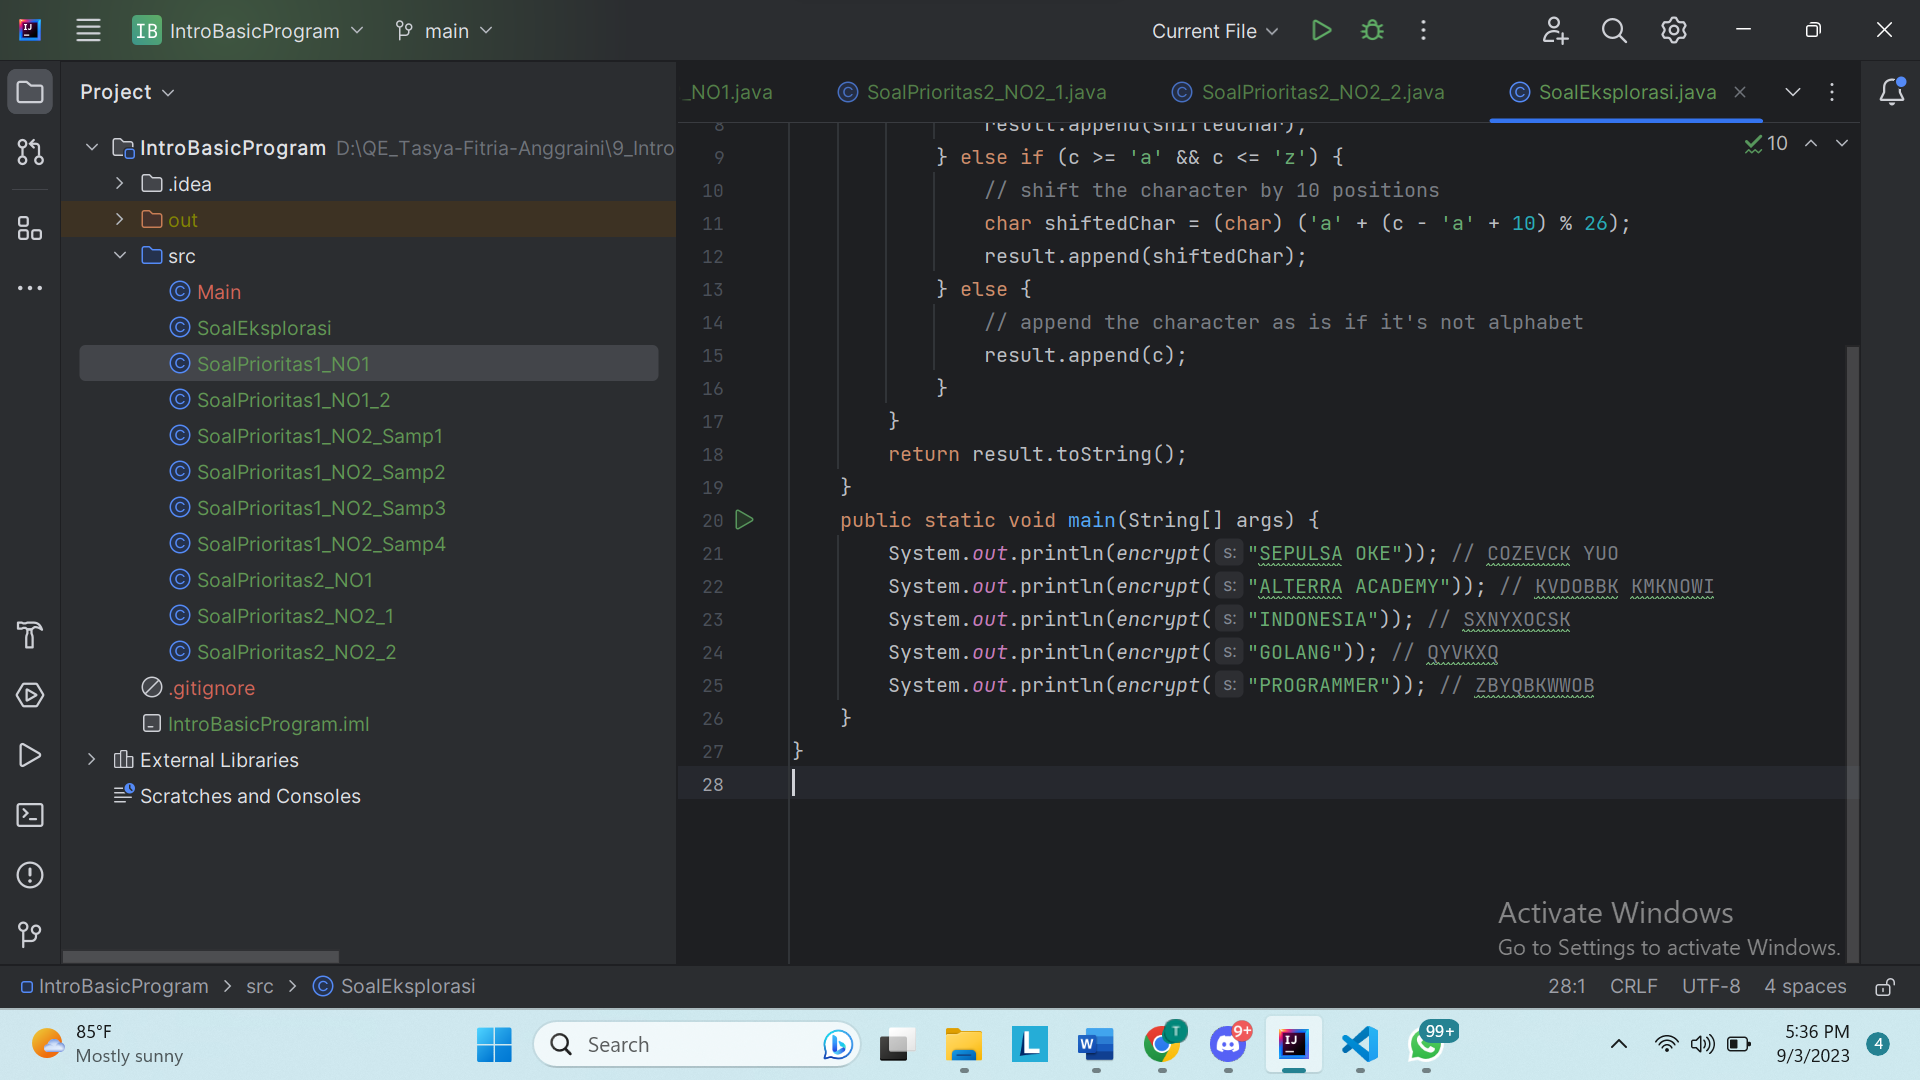 IB IntroBasicProgram main Current File
Project
_NO1.java SoalPrioritas2_NO2_1.java SoalPrioritas2_NO2_2.java SoalEksplorasi.java
IntroBasicProgram D:\QE_Tasya-Fitria-Anggraini\9_Intro
.idea
out
src
Main
SoalEksplorasi
SoalPrioritas1_NO1
SoalPrioritas1_NO1_2
SoalPrioritas1_NO2_Samp1
SoalPrioritas1_NO2_Samp2
SoalPrioritas1_NO2_Samp3
SoalPrioritas1_NO2_Samp4
SoalPrioritas2_NO1
SoalPrioritas2_NO2_1
SoalPrioritas2_NO2_2
.gitignore
IntroBasicProgram.iml
External Libraries
Scratches and Consoles
10
8 result.append(shiftedChar);
9 } else if (c >= 'a' && c <= 'z') {
10 // shift the character by 10 positions
11 char shiftedChar = (char) ('a' + (c - 'a' + 10) % 26);
12 result.append(shiftedChar);
13 } else {
14 // append the character as is if it's not alphabet
15 result.append(c);
16 }
17 }
18 return result.toString();
19 }
20 public static void main(String[] args) {
21 System.out.println(encrypt( s: "SEPULSA OKE")); // COZEVCK YUO
22 System.out.println(encrypt( s: "ALTERRA ACADEMY")); // KVDOBBK KMKNOWI
23 System.out.println(encrypt( s: "INDONESIA")); // SXNYXOCSK
24 System.out.println(encrypt( s: "GOLANG")); // QYVKXQ
25 System.out.println(encrypt( s: "PROGRAMMER")); // ZBYQBKWWOB
26 }
27 }
28
Activate Windows
Go to Settings to activate Windows.
IntroBasicProgram > src > SoalEksplorasi 28:1 CRLF UTF-8 4 spaces
85°F
Mostly sunny
Search
T
9+
99+
5:36 PM
9/3/2023
4